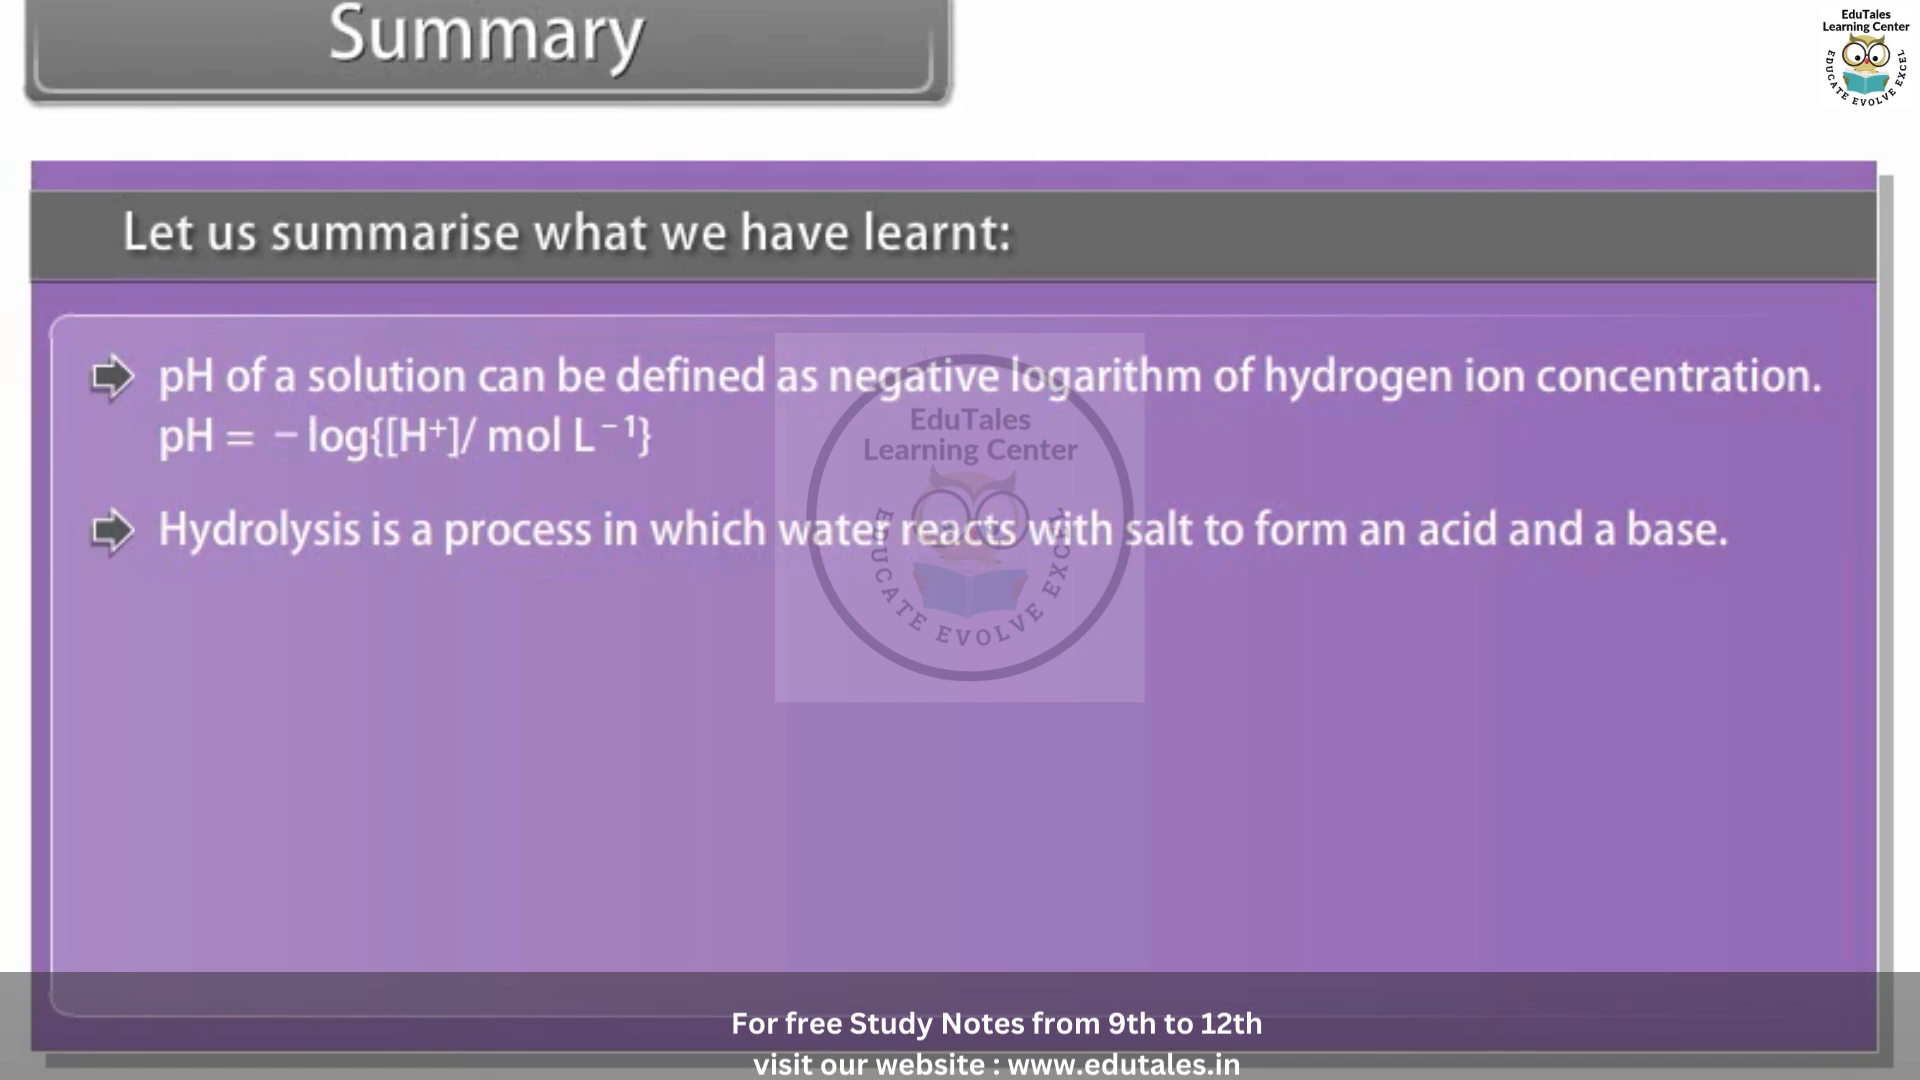 Summary
EduTales
Learning Center
EDUCATE EVOLVE EXCEL
Let us summarise what we have learnt:
pH of a solution can be defined as negative logarithm of hydrogen ion concentration.
pH = − log{[H⁺]/ mol L⁻¹}
EduTales
Learning Center
EDUCATE EVOLVE EXCEL
Hydrolysis is a process in which water reacts with salt to form an acid and a base.
For free Study Notes from 9th to 12th
visit our website : www.edutales.in